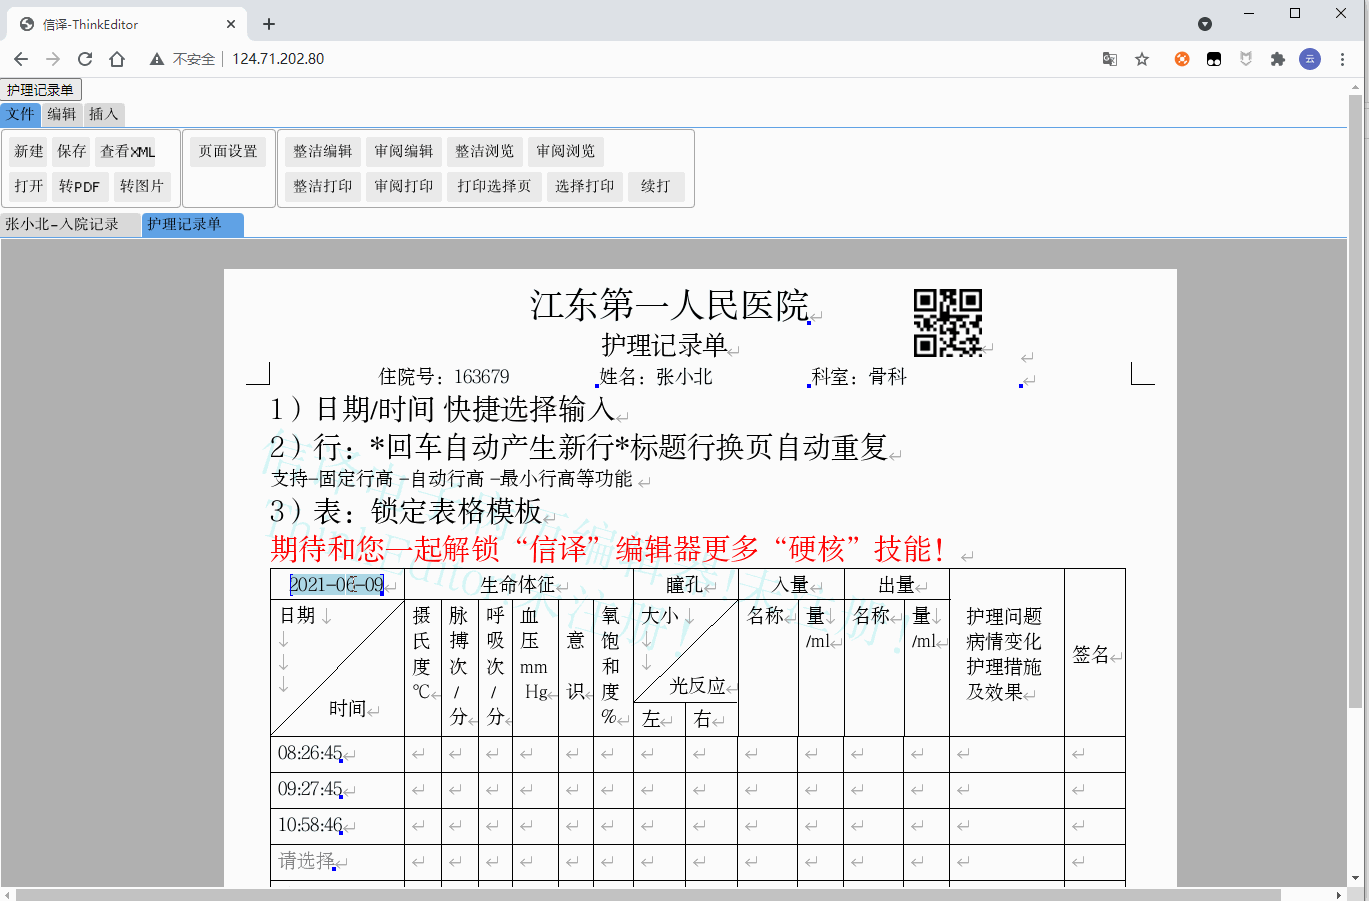 信译-ThinkEditor
不安全 124.71.202.80
云
护理记录单
文件 编辑 插入
新建 保存 查看XML 页面设置 整洁编辑 审阅编辑 整洁浏览 审阅浏览
打开 转PDF 转图片 整洁打印 审阅打印 打印选择页 选择打印 续打
张小北-入院记录 护理记录单
江东第一人民医院
护理记录单
住院号：163679 姓名：张小北 科室：骨科
1）日期/时间 快捷选择输入
2）行：*回车自动产生新行*标题行换页自动重复
支持-固定行高 -自动行高 -最小行高等功能
3）表：锁定表格模板
期待和您一起解锁“信译”编辑器更多“硬核”技能！
2021-06-09 生命体征 瞳孔 入量 出量
日期
时间
摄氏度℃
脉搏次/分
呼吸次/分
血压mm Hg
意识
氧饱和度%
大小
光反应
左 右
名称 量/ml 名称 量/ml
护理问题
病情变化
护理措施
及效果
签名
08:26:45
09:27:45
10:58:46
请选择